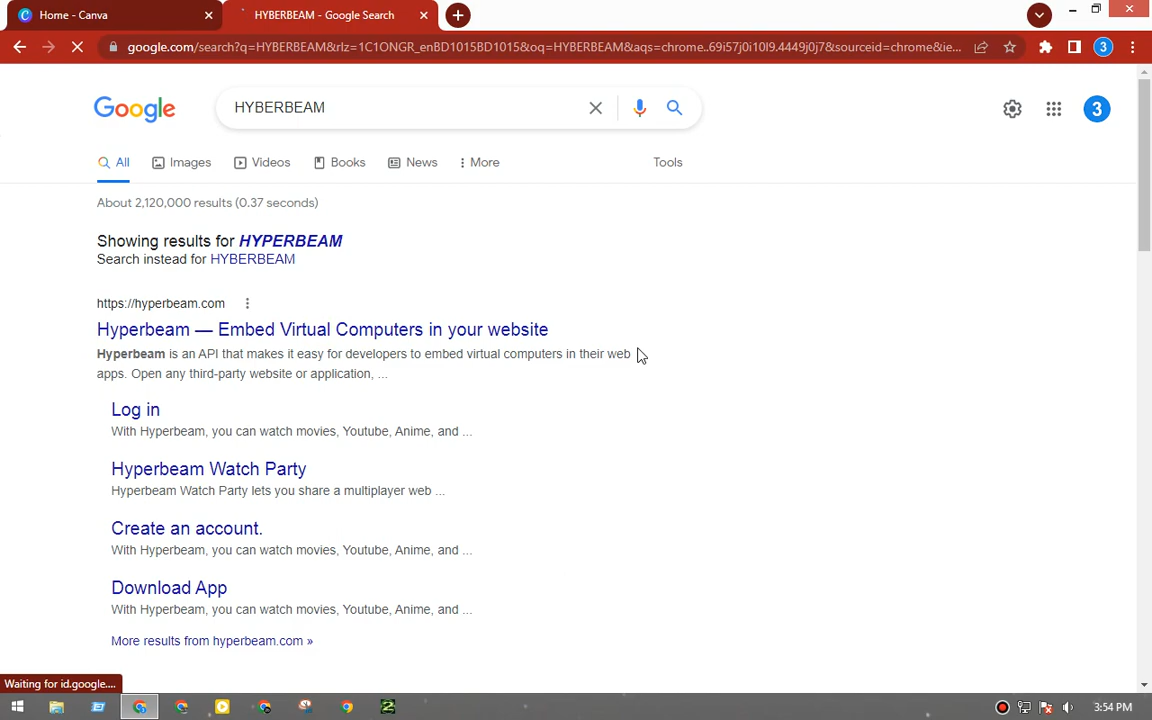 Home - Canva
HYBERBEAM - Google Search
google.com/search?q=HYBERBEAM&rlz=1C1ONGR_enBD1015BD1015&oq=HYBERBEAM&aqs=chrome..69i57j0i10l9.4449j0j7&sourceid=chrome&ie...
3
Google
HYBERBEAM
3
All
Images
Videos
Books
News
More
Tools
About 2,120,000 results (0.37 seconds)
Showing results for HYPERBEAM
Search instead for HYBERBEAM
https://hyperbeam.com
Hyperbeam — Embed Virtual Computers in your website
Hyperbeam is an API that makes it easy for developers to embed virtual computers in their web
apps. Open any third-party website or application, ...
Log in
With Hyperbeam, you can watch movies, Youtube, Anime, and ...
Hyperbeam Watch Party
Hyperbeam Watch Party lets you share a multiplayer web ...
Create an account.
With Hyperbeam, you can watch movies, Youtube, Anime, and ...
Download App
With Hyperbeam, you can watch movies, Youtube, Anime, and ...
More results from hyperbeam.com »
Waiting for id.google....
3:54 PM